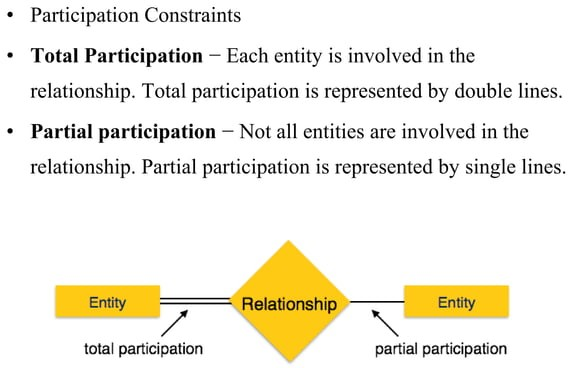 • Participation Constraints
• Total Participation − Each entity is involved in the
relationship. Total participation is represented by double lines.
• Partial participation − Not all entities are involved in the
relationship. Partial participation is represented by single lines.
Entity
Relationship
Entity
total participation
partial participation